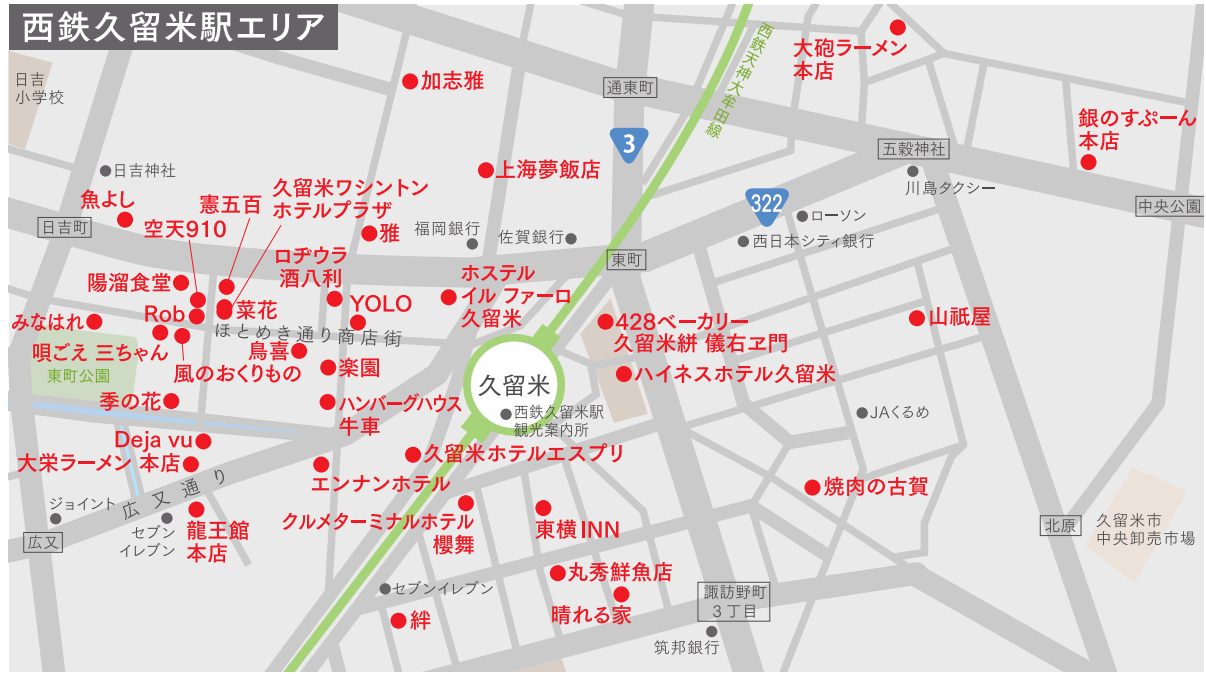 西鉄久留米駅エリア
西鉄天神大牟田線
大砲ラーメン
本店
日吉
小学校
加志雅
通東町
銀のすぷーん
本店
3
五穀神社
日吉神社
上海夢飯店
川島タクシー
魚よし
憲五百
久留米ワシントン
ホテルプラザ
322
中央公園
日吉町
空天910
雅
福岡銀行
佐賀銀行
ローソン
西日本シティ銀行
東町
ロヂウラ
酒八利
ホステル
イル ファーロ
久留米
陽溜食堂
菜花
YOLO
Rob
みなはれ
ほとめき通り商店街
428ベーカリー
久留米絣 儀右ヱ門
山祇屋
唄ごえ 三ちゃん
鳥喜
東町公園
風のおくりもの
楽園
久留米
ハイネスホテル久留米
季の花
ハンバーグハウス
牛車
西鉄久留米駅
観光案内所
JAくるめ
Deja vu
大栄ラーメン 本店
久留米ホテルエスプリ
エンナンホテル
広又通り
焼肉の古賀
ジョイント
セブン
イレブン
龍王館
本店
クルメターミナルホテル
櫻舞
東横INN
広又
北原
久留米市
中央卸売市場
丸秀鮮魚店
セブンイレブン
晴れる家
絆
諏訪野町
3丁目
筑邦銀行